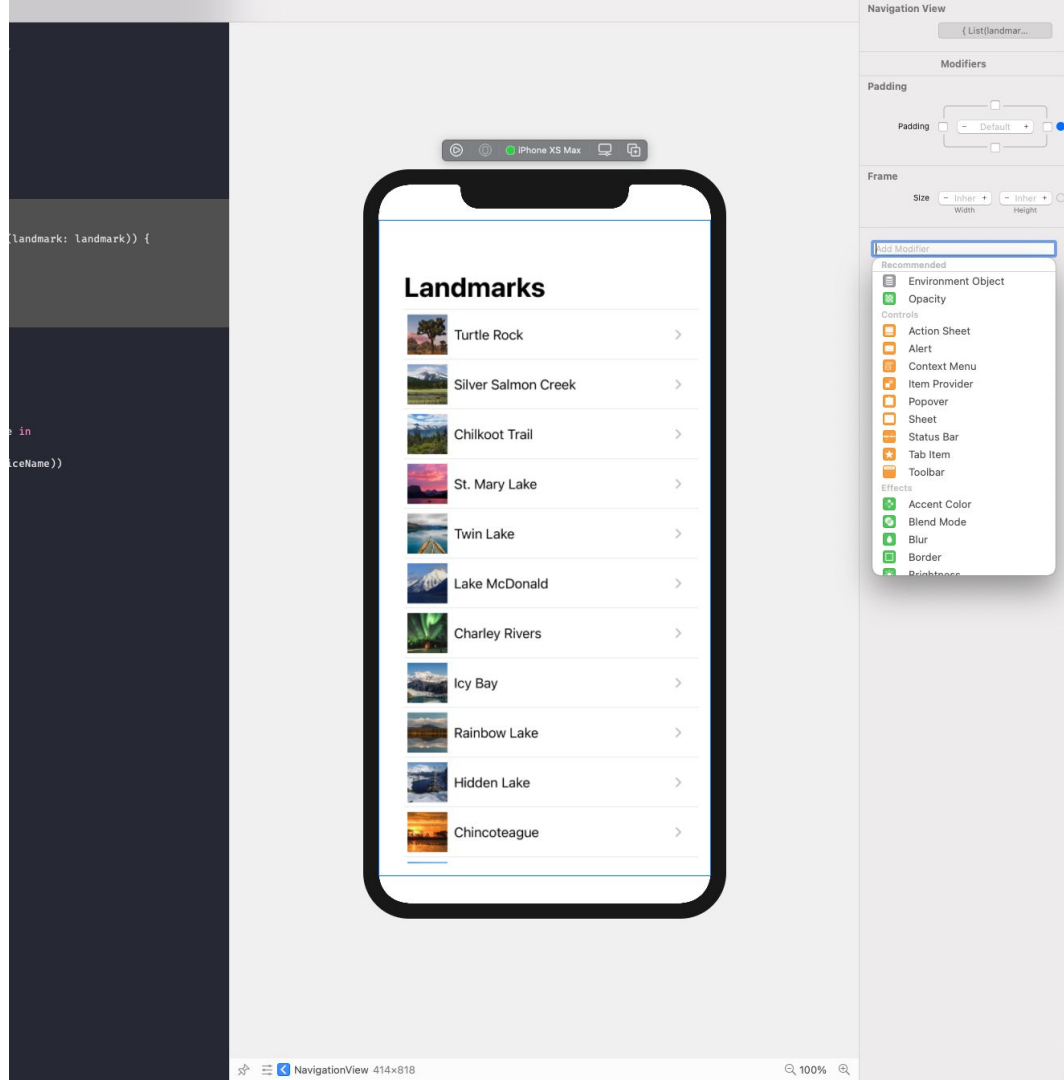 (landmark: landmark)) {
in
iceName))
iPhone XS Max
Landmarks
Turtle Rock
Silver Salmon Creek
Chilkoot Trail
St. Mary Lake
Twin Lake
Lake McDonald
Charley Rivers
Icy Bay
Rainbow Lake
Hidden Lake
Chincoteague
NavigationView 414×818
100%
Navigation View
{ List(landmar...
Modifiers
Padding
Padding - Default +
Frame
Size - Inher + - Inher +
Width Height
Add Modifier
Recommended
Environment Object
Opacity
Controls
Action Sheet
Alert
Context Menu
Item Provider
Popover
Sheet
Status Bar
Tab Item
Toolbar
Effects
Accent Color
Blend Mode
Blur
Border
Brightness